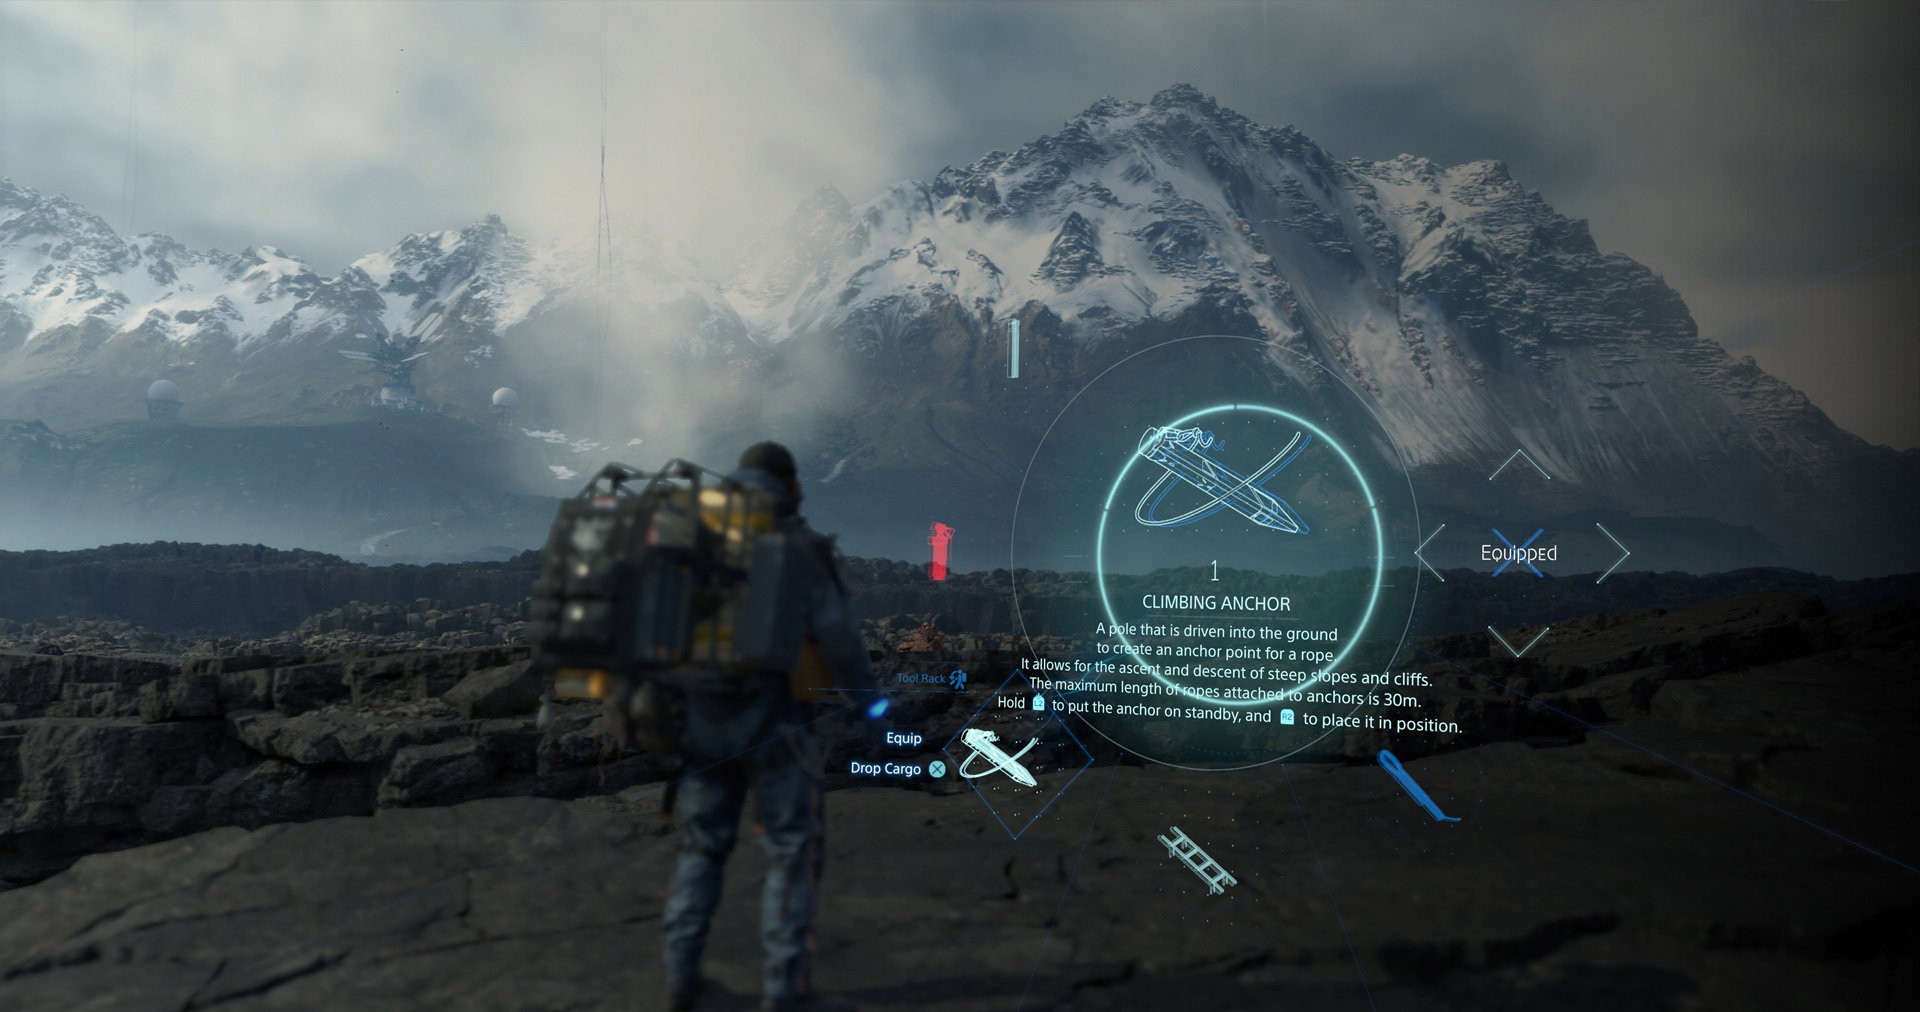 Equipped
1
CLIMBING ANCHOR
A pole that is driven into the ground
to create an anchor point for a rope.
It allows for the ascent and descent of steep slopes and cliffs.
The maximum length of ropes attached to anchors is 30m.
Hold L2 to put the anchor on standby, and R2 to place it in position.
Tool Rack
Equip
Drop Cargo